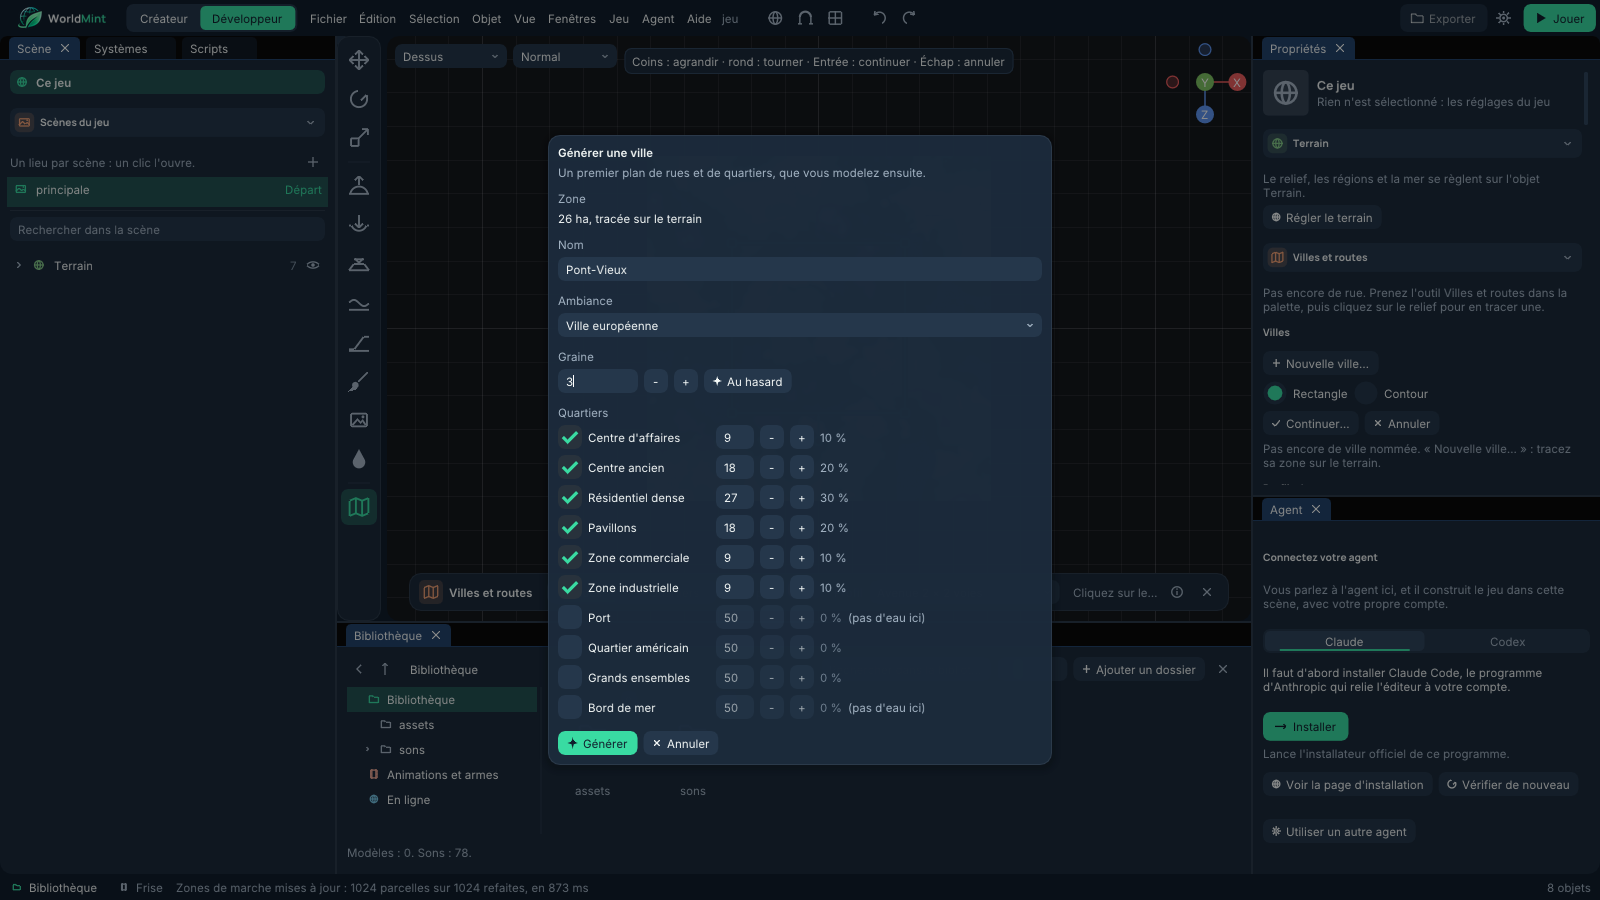 WorldMint
Créateur
Développeur
Fichier
Édition
Sélection
Objet
Vue
Fenêtres
Jeu
Agent
Aide
jeu
Exporter
Jouer
Scène
Systèmes
Scripts
Ce jeu
Scènes du jeu
Un lieu par scène : un clic l'ouvre.
principale
Départ
Rechercher dans la scène
Terrain
7
Dessus
Normal
Coins : agrandir · rond : tourner · Entrée : continuer · Échap : annuler
Y
X
Z
Générer une ville
Un premier plan de rues et de quartiers, que vous modelez ensuite.
Zone
26 ha, tracée sur le terrain
Nom
Pont-Vieux
Ambiance
Ville européenne
Graine
3
-
+
Au hasard
Quartiers
Centre d'affaires 9 - + 10 %
Centre ancien 18 - + 20 %
Résidentiel dense 27 - + 30 %
Pavillons 18 - + 20 %
Zone commerciale 9 - + 10 %
Zone industrielle 9 - + 10 %
Port 50 - + 0 % (pas d'eau ici)
Quartier américain 50 - + 0 %
Grands ensembles 50 - + 0 %
Bord de mer 50 - + 0 % (pas d'eau ici)
Générer
Annuler
Villes et routes
Cliquez sur le...
Bibliothèque
Bibliothèque
Ajouter un dossier
Bibliothèque
assets
sons
Animations et armes
En ligne
assets
sons
Modèles : 0. Sons : 78.
Propriétés
Ce jeu
Rien n'est sélectionné : les réglages du jeu
Terrain
Le relief, les régions et la mer se règlent sur l'objet
Terrain.
Régler le terrain
Villes et routes
Pas encore de rue. Prenez l'outil Villes et routes dans la
palette, puis cliquez sur le relief pour en tracer une.
Villes
+ Nouvelle ville...
Rectangle
Contour
Continuer...
Annuler
Pas encore de ville nommée. « Nouvelle ville... » : tracez
sa zone sur le terrain.
Agent
Connectez votre agent
Vous parlez à l'agent ici, et il construit le jeu dans cette
scène, avec votre propre compte.
Claude
Codex
Il faut d'abord installer Claude Code, le programme
d'Anthropic qui relie l'éditeur à votre compte.
Installer
Lance l'installateur officiel de ce programme.
Voir la page d'installation
Vérifier de nouveau
Utiliser un autre agent
Bibliothèque
Frise
Zones de marche mises à jour : 1024 parcelles sur 1024 refaites, en 873 ms
8 objets